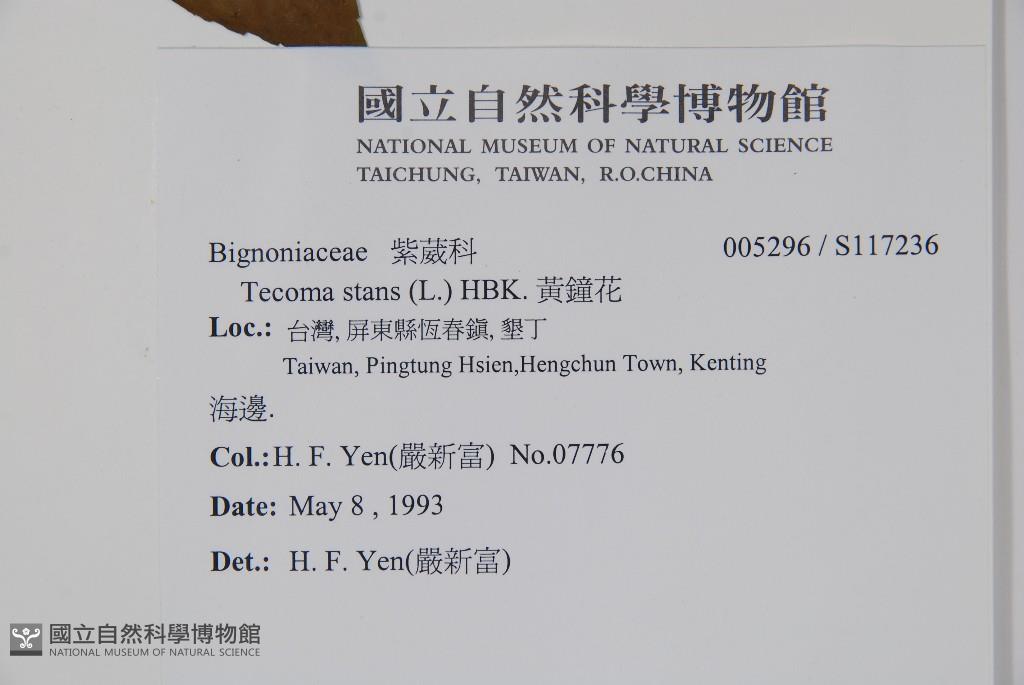 國立自然科學博物館
NATIONAL MUSEUM OF NATURAL SCIENCE
TAICHUNG, TAIWAN, R.O.CHINA
Bignoniaceae 紫葳科 005296 / S117236
Tecoma stans (L.) HBK. 黃鐘花
Loc.: 台灣, 屏東縣恆春鎮, 墾丁
Taiwan, Pingtung Hsien,Hengchun Town, Kenting
海邊.
Col.:H. F. Yen(嚴新富) No.07776
Date: May 8 , 1993
Det.: H. F. Yen(嚴新富)
國立自然科學博物館
NATIONAL MUSEUM OF NATURAL SCIENCE